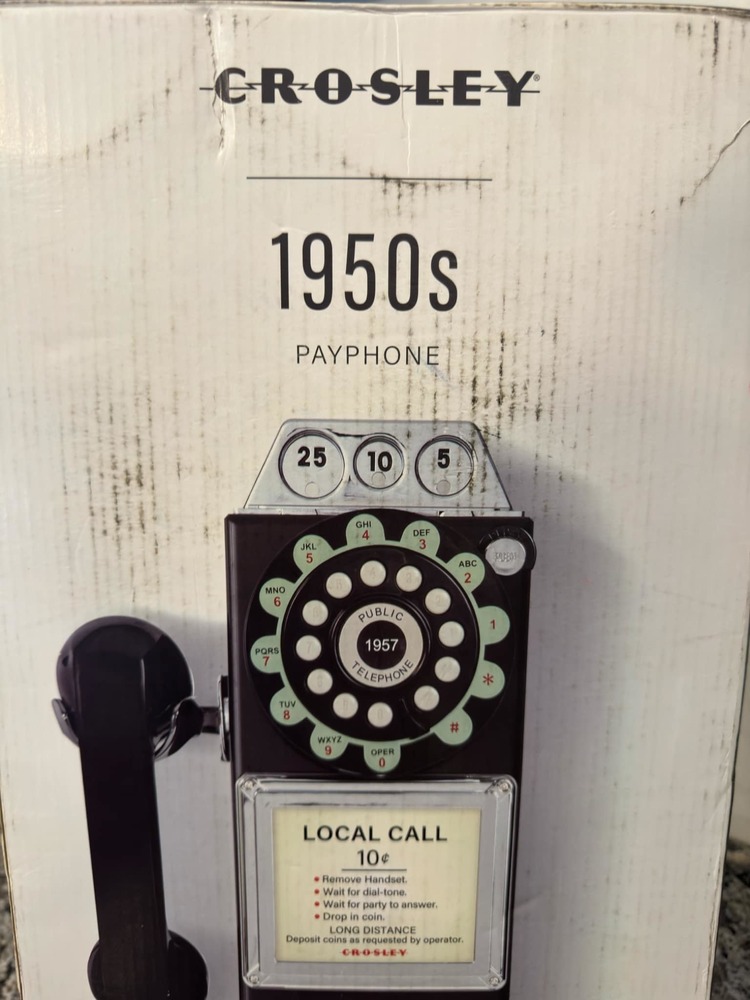 CROSLEY®
1950s
PAYPHONE
25 10 5
GHI
4
DEF
3
JKL
5
ABC
2
MNO
6
1
PUBLIC
1957
TELEPHONE
PQRS
7
*
TUV
8
#
WXYZ
9
OPER
0
LOCAL CALL
10¢
• Remove Handset.
• Wait for dial-tone.
• Wait for party to answer.
• Drop in coin.
LONG DISTANCE
Deposit coins as requested by operator.
CROSLEY